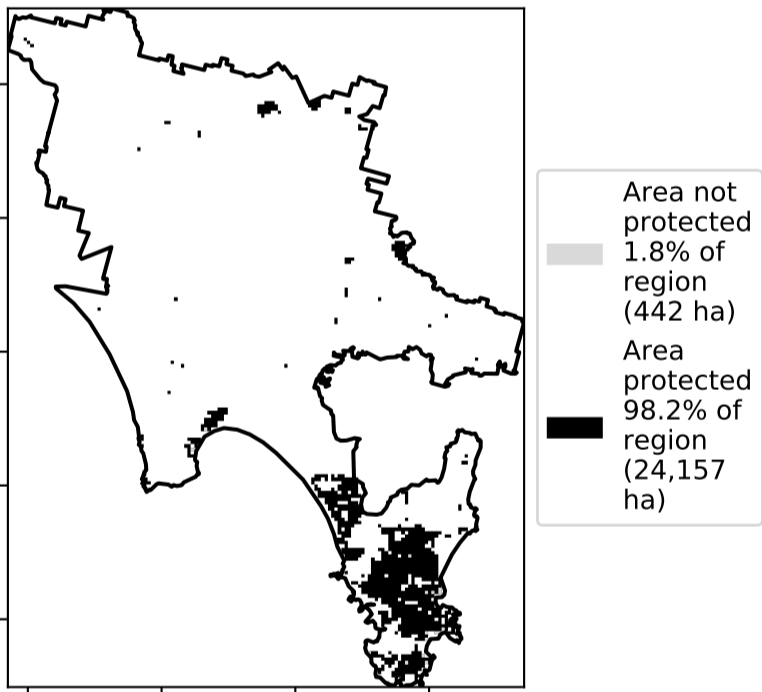 Area not
protected
1.8% of
region
(442 ha)
Area
protected
98.2% of
region
(24,157
ha)